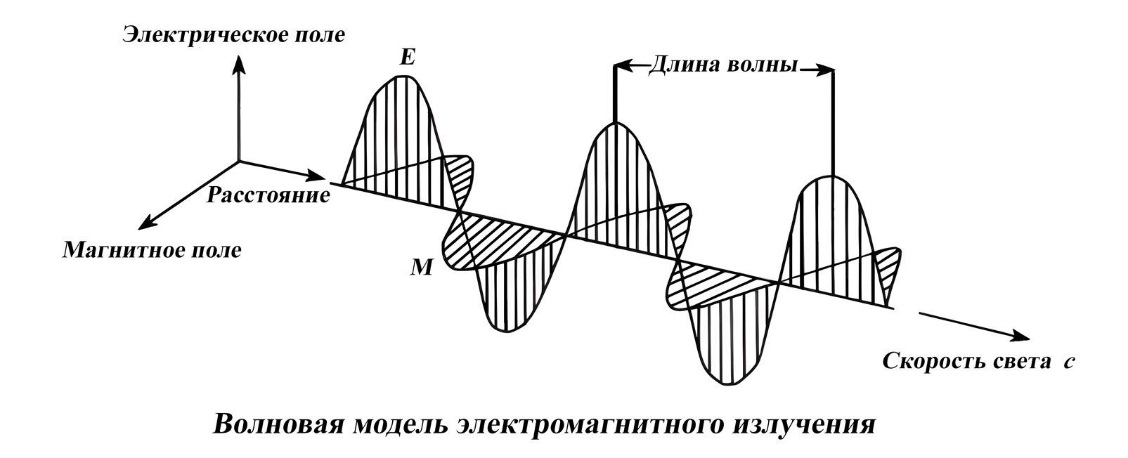 Электрическое поле
E
Длина волны
Расстояние
Магнитное поле
M
Скорость света c
Волновая модель электромагнитного излучения